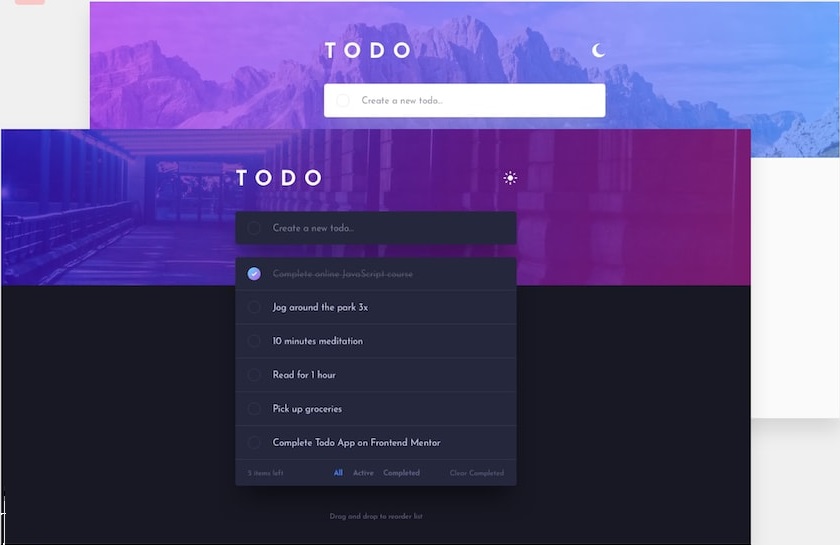 TODO
Create a new todo...
TODO
Create a new todo...
Complete online JavaScript course
Jog around the park 3x
10 minutes meditation
Read for 1 hour
Pick up groceries
Complete Todo App on Frontend Mentor
5 items left All Active Completed Clear Completed
Drag and drop to reorder list